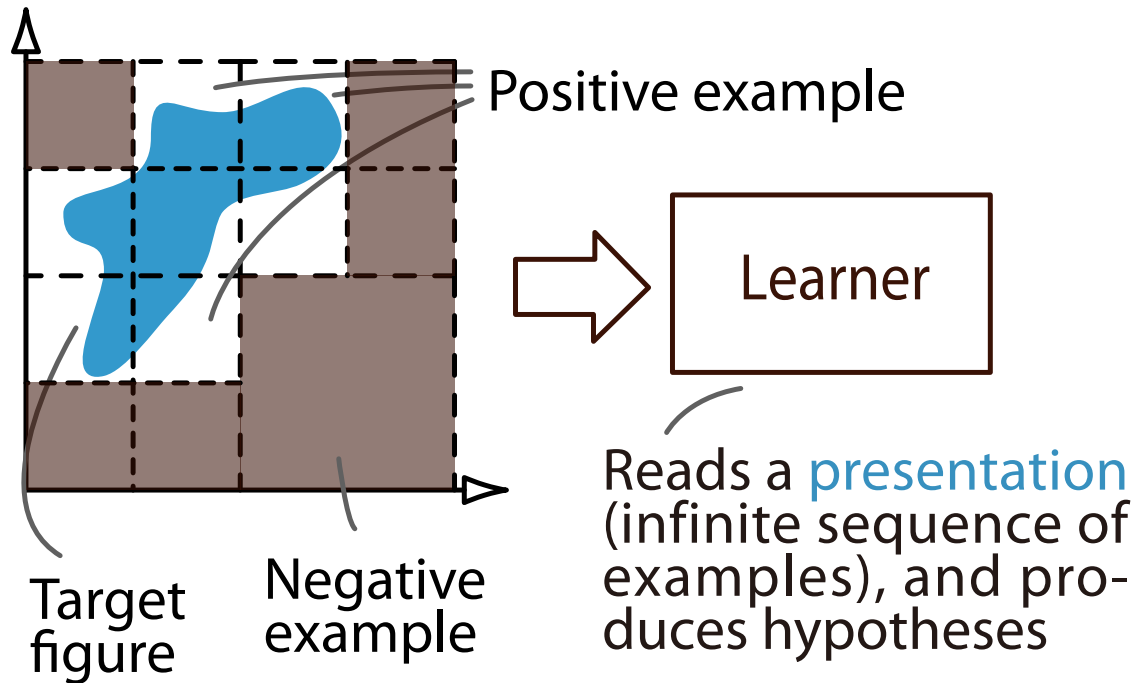 Positive example
Learner
Target
figure
Negative
example
Reads a presentation
(infinite sequence of
examples), and pro-
duces hypotheses